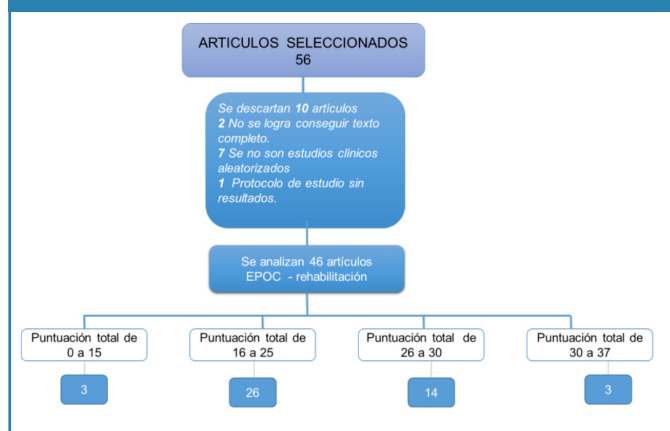 ARTICULOS SELECCIONADOS
56
Se descartan 10 artículos
2 No se logra conseguir texto
completo.
7 Se no son estudios clínicos
aleatorizados
1 Protocolo de estudio sin
resultados.
Se analizan 46 artículos
EPOC - rehabilitación
Puntuación total de
0 a 15
Puntuación total de
16 a 25
Puntuación total de
26 a 30
Puntuación total de
30 a 37
3
26
14
3